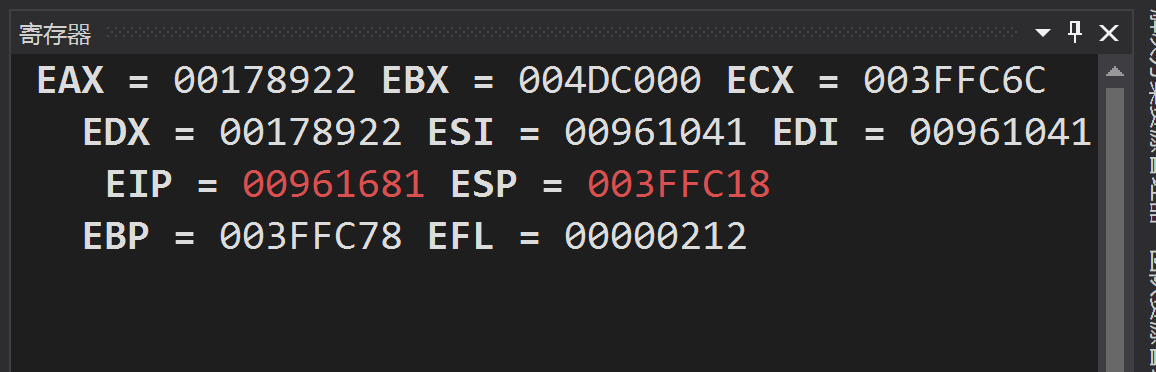 寄存器
EAX = 00178922 EBX = 004DC000 ECX = 003FFC6C
EDX = 00178922 ESI = 00961041 EDI = 00961041
EIP = 00961681 ESP = 003FFC18
EBP = 003FFC78 EFL = 00000212